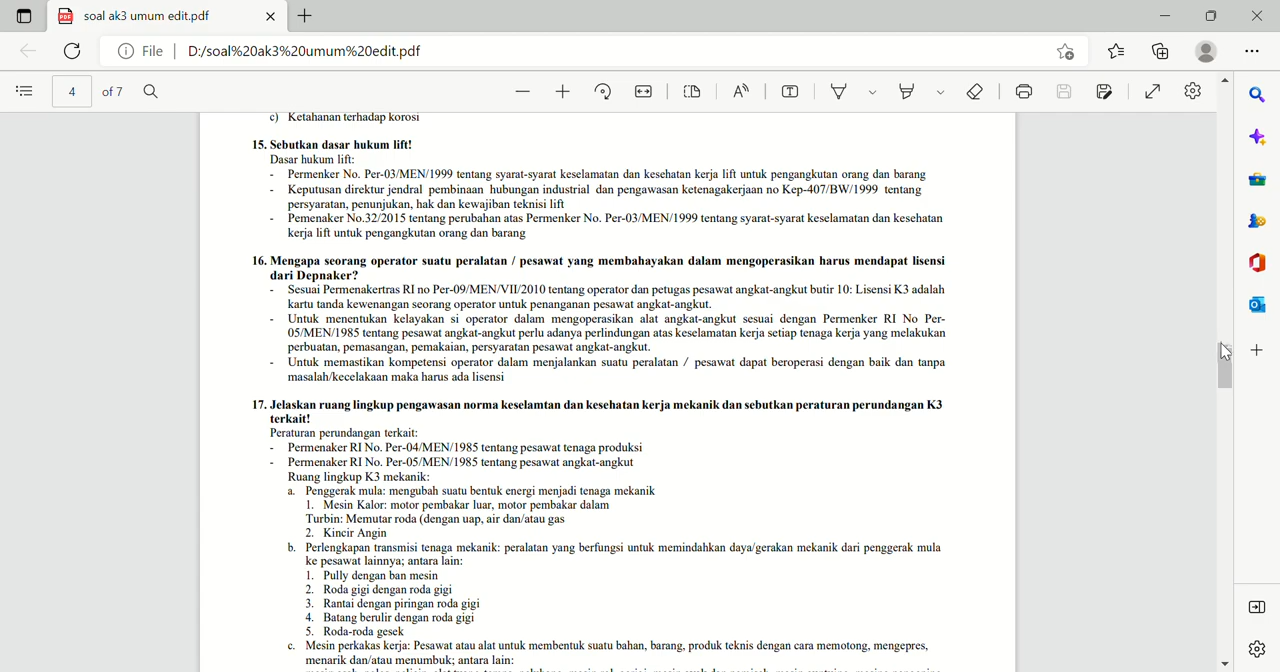 soal ak3 umum edit.pdf
File
D:/soal%20ak3%20umum%20edit.pdf
4 of 7
c) Ketahanan terhadap korosi
15. Sebutkan dasar hukum lift!
Dasar hukum lift:
- Permenker No. Per-03/MEN/1999 tentang syarat-syarat keselamatan dan kesehatan kerja lift untuk pengangkutan orang dan barang
- Keputusan direktur jendral pembinaan hubungan industrial dan pengawasan ketenagakerjaan no Kep-407/BW/1999 tentang
persyaratan, penunjukan, hak dan kewajiban teknisi lift
- Pemenaker No.32/2015 tentang perubahan atas Permenker No. Per-03/MEN/1999 tentang syarat-syarat keselamatan dan kesehatan
kerja lift untuk pengangkutan orang dan barang
16. Mengapa seorang operator suatu peralatan / pesawat yang membahayakan dalam mengoperasikan harus mendapat lisensi
dari Depnaker?
- Sesuai Permenakertras RI no Per-09/MEN/VII/2010 tentang operator dan petugas pesawat angkat-angkut butir 10: Lisensi K3 adalah
kartu tanda kewenangan seorang operator untuk penanganan pesawat angkat-angkut.
- Untuk menentukan kelayakan si operator dalam mengoperasikan alat angkat-angkut sesuai dengan Permenker RI No Per-
05/MEN/1985 tentang pesawat angkat-angkut perlu adanya perlindungan atas keselamatan kerja setiap tenaga kerja yang melakukan
perbuatan, pemasangan, pemakaian, persyaratan pesawat angkat-angkut.
- Untuk memastikan kompetensi operator dalam menjalankan suatu peralatan / pesawat dapat beroperasi dengan baik dan tanpa
masalah/kecelakaan maka harus ada lisensi
17. Jelaskan ruang lingkup pengawasan norma keselamtan dan kesehatan kerja mekanik dan sebutkan peraturan perundangan K3
terkait!
Peraturan perundangan terkait:
- Permenaker RI No. Per-04/MEN/1985 tentang pesawat tenaga produksi
- Permenaker RI No. Per-05/MEN/1985 tentang pesawat angkat-angkut
Ruang lingkup K3 mekanik:
a. Penggerak mula: mengubah suatu bentuk energi menjadi tenaga mekanik
1. Mesin Kalor: motor pembakar luar, motor pembakar dalam
Turbin: Memutar roda (dengan uap, air dan/atau gas
2. Kincir Angin
b. Perlengkapan transmisi tenaga mekanik: peralatan yang berfungsi untuk memindahkan daya/gerakan mekanik dari penggerak mula
ke pesawat lainnya; antara lain:
1. Pully dengan ban mesin
2. Roda gigi dengan roda gigi
3. Rantai dengan piringan roda gigi
4. Batang berulir dengan roda gigi
5. Roda-roda gesek
c. Mesin perkakas kerja: Pesawat atau alat untuk membentuk suatu bahan, barang, produk teknis dengan cara memotong, mengepres,
menarik dan/atau menumbuk; antara lain: